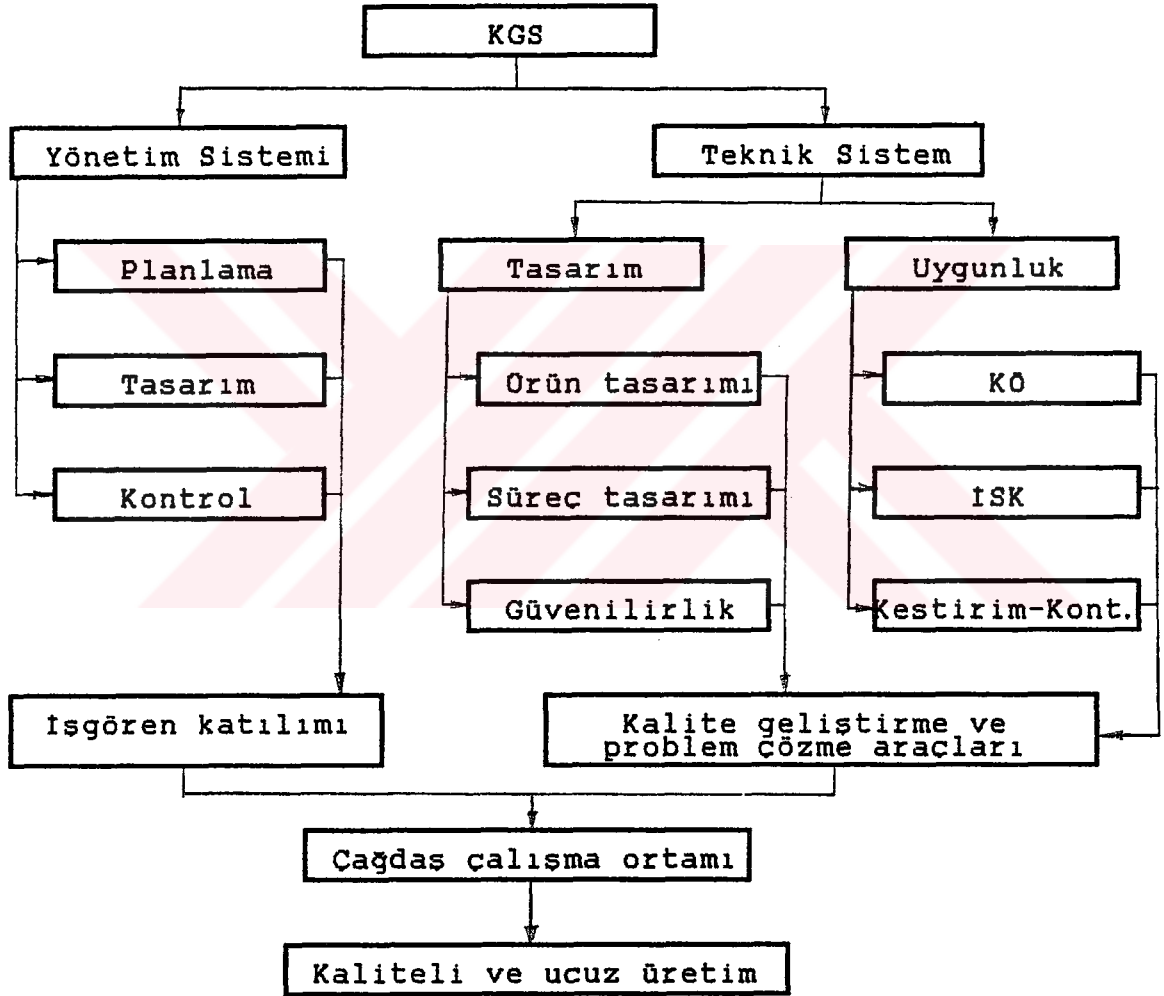 KGS
Yönetim Sistemi
Teknik Sistem
Planlama
Tasarım
Uygunluk
Tasarım
Ürün tasarımı
KÖ
Kontrol
Süreç tasarımı
İSK
Güvenilirlik
Kestirim-Kont.
İşgören katılımı
Kalite geliştirme ve
problem çözme araçları
Çağdaş çalışma ortamı
Kaliteli ve ucuz üretim